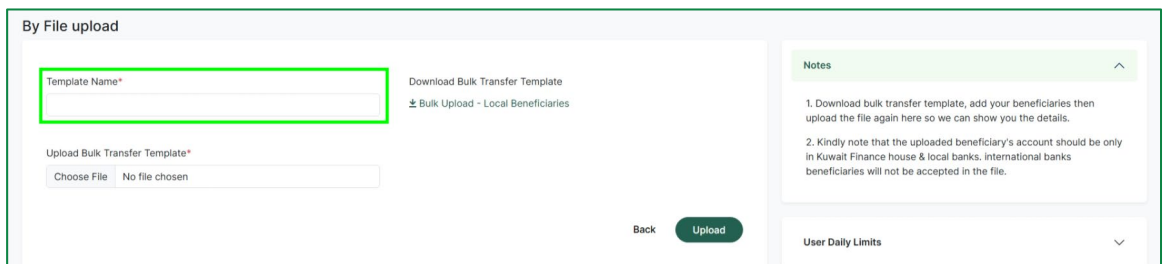 By File upload
Template Name*
Download Bulk Transfer Template
Bulk Upload - Local Beneficiaries
Upload Bulk Transfer Template*
Choose File No file chosen
Back Upload
Notes
1. Download bulk transfer template, add your beneficiaries then
upload the file again here so we can show you the details.
2. Kindly note that the uploaded beneficiary's account should be only
in Kuwait Finance house & local banks. international banks
beneficiaries will not be accepted in the file.
User Daily Limits